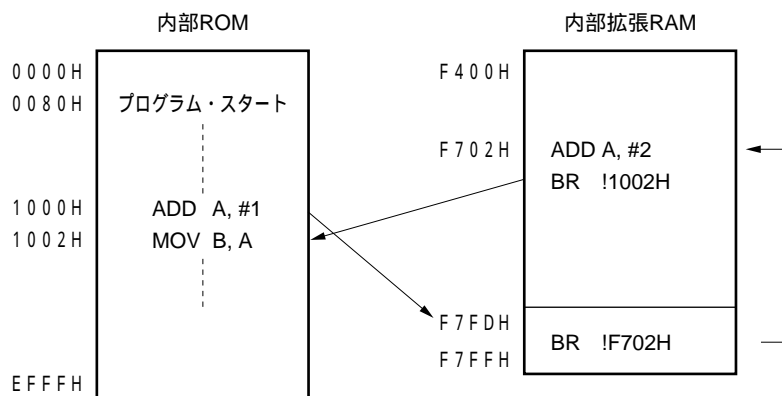 内部ROM
0000H
0080H
プログラム・スタート
1000H
ADD A, #1
1002H
MOV B, A
EFFFH
内部拡張RAM
F400H
F702H
ADD A, #2
BR !1002H
F7FDH
BR !F702H
F7FFH